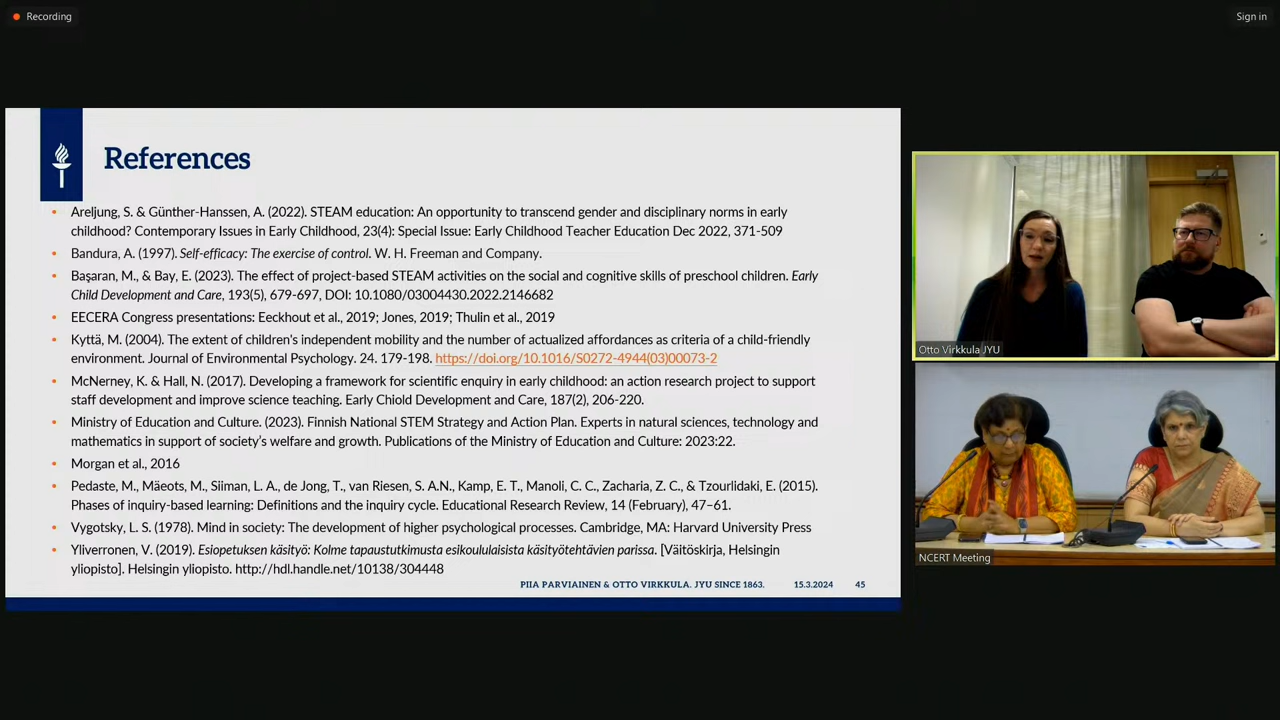 Recording
Sign in
References
Areljung, S. & Günther-Hanssen, A. (2022). STEAM education: An opportunity to transcend gender and disciplinary norms in early
childhood? Contemporary Issues in Early Childhood, 23(4): Special Issue: Early Childhood Teacher Education Dec 2022, 371-509
Bandura, A. (1997). Self-efficacy: The exercise of control. W. H. Freeman and Company.
Başaran, M., & Bay, E. (2023). The effect of project-based STEAM activities on the social and cognitive skills of preschool children. Early
Child Development and Care, 193(5), 679-697, DOI: 10.1080/03004430.2022.2146682
EECERA Congress presentations: Eeckhout et al., 2019; Jones, 2019; Thulin et al., 2019
Kyttä, M. (2004). The extent of children's independent mobility and the number of actualized affordances as criteria of a child-friendly
environment. Journal of Environmental Psychology. 24. 179-198. https://doi.org/10.1016/S0272-4944(03)00073-2
McNerney, K. & Hall, N. (2017). Developing a framework for scientific enquiry in early childhood: an action research project to support
staff development and improve science teaching. Early Chiold Development and Care, 187(2), 206-220.
Ministry of Education and Culture. (2023). Finnish National STEM Strategy and Action Plan. Experts in natural sciences, technology and
mathematics in support of society's welfare and growth. Publications of the Ministry of Education and Culture: 2023:22.
Morgan et al., 2016
Pedaste, M., Mäeots, M., Siiman, L. A., de Jong, T., van Riesen, S. A.N., Kamp, E. T., Manoli, C. C., Zacharia, Z. C., & Tzourlidaki, E. (2015).
Phases of inquiry-based learning: Definitions and the inquiry cycle. Educational Research Review, 14 (February), 47–61.
Vygotsky, L. S. (1978). Mind in society: The development of higher psychological processes. Cambridge, MA: Harvard University Press
Yliverronen, V. (2019). Esiopetuksen käsityö: Kolme tapaustutkimusta esikoululaisista käsityötehtävien parissa. [Väitöskirja, Helsingin
yliopisto]. Helsingin yliopisto. http://hdl.handle.net/10138/304448
PIIA PARVIAINEN & OTTO VIRKKULA. JYU SINCE 1863. 15.3.2024 45
Otto Virkkula JYU
NCERT Meeting